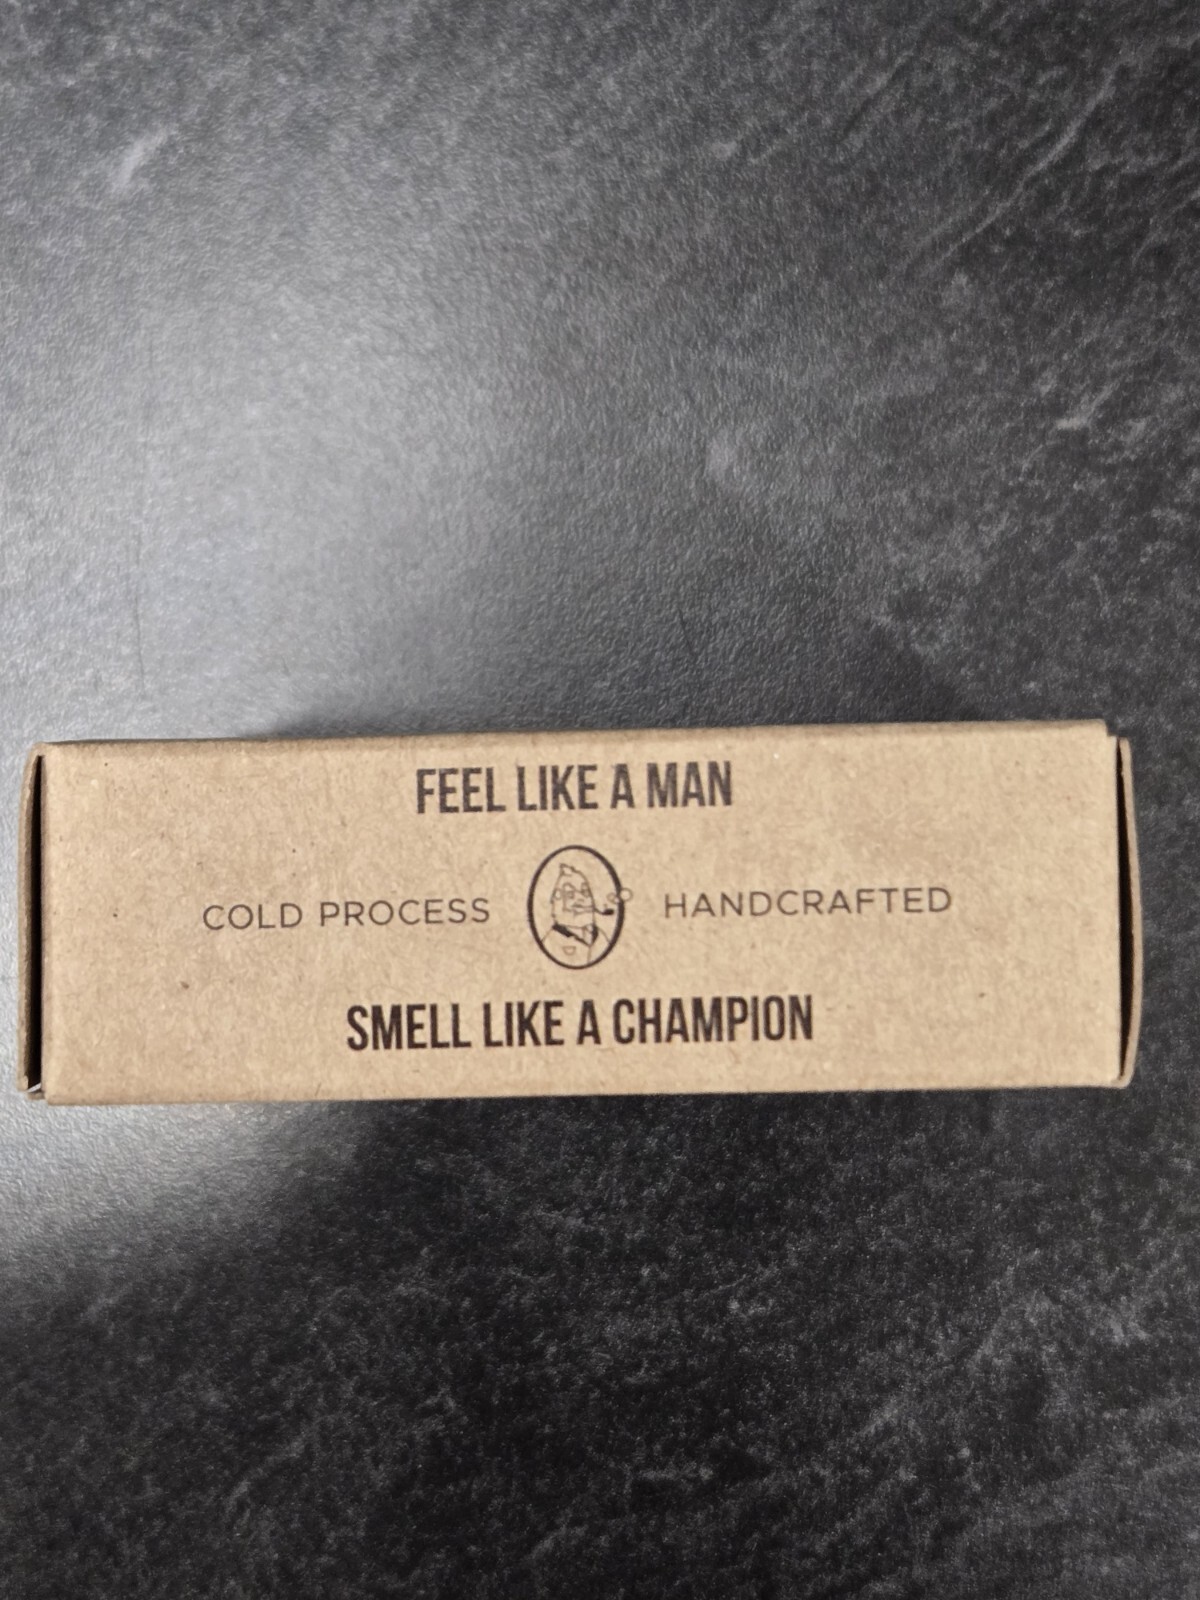 FEEL LIKE A MAN
COLD PROCESS HANDCRAFTED
SMELL LIKE A CHAMPION